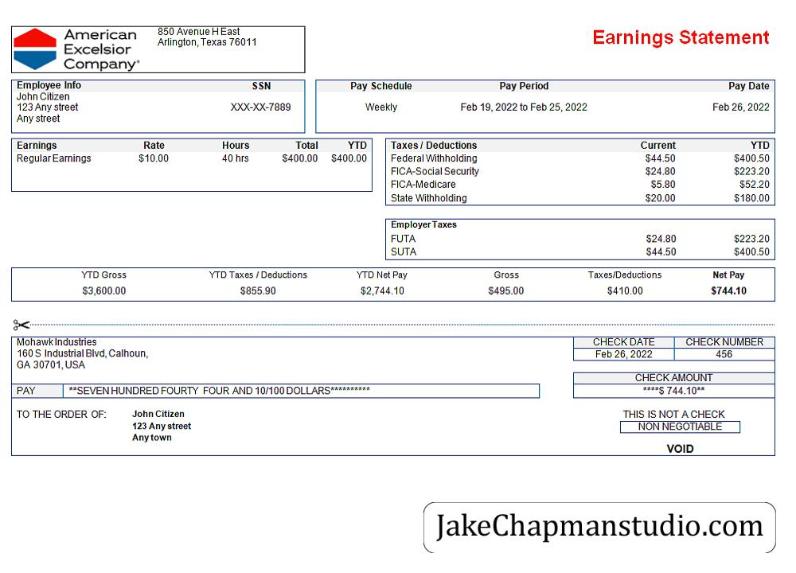 American
Excelsior
Company
850 Avenue H East
Arlington, Texas 76011
Earnings Statement
Employee Info SSN
John Citizen
123 Any street XXX-XX-7889
Any street
Pay Schedule Pay Period Pay Date
Weekly Feb 19, 2022 to Feb 25, 2022 Feb 26, 2022
Earnings Rate Hours Total YTD
Regular Earnings $10.00 40 hrs $400.00 $400.00
Taxes / Deductions Current YTD
Federal Withholding $44.50 $400.50
FICA-Social Security $24.80 $223.20
FICA-Medicare $5.80 $52.20
State Withholding $20.00 $180.00
Employer Taxes
FUTA $24.80 $223.20
SUTA $44.50 $400.50
YTD Gross YTD Taxes / Deductions YTD Net Pay Gross Taxes/Deductions Net Pay
$3,600.00 $855.90 $2,744.10 $495.00 $410.00 $744.10
Mohawk Industries
160 S Industrial Blvd, Calhoun,
GA 30701, USA
CHECK DATE CHECK NUMBER
Feb 26, 2022 456
CHECK AMOUNT
****$ 744.10**
PAY **SEVEN HUNDRED FOURTY FOUR AND 10/100 DOLLARS**********
TO THE ORDER OF: John Citizen
123 Any street
Any town
THIS IS NOT A CHECK
NON NEGOTIABLE
VOID
JakeChapmanstudio.com